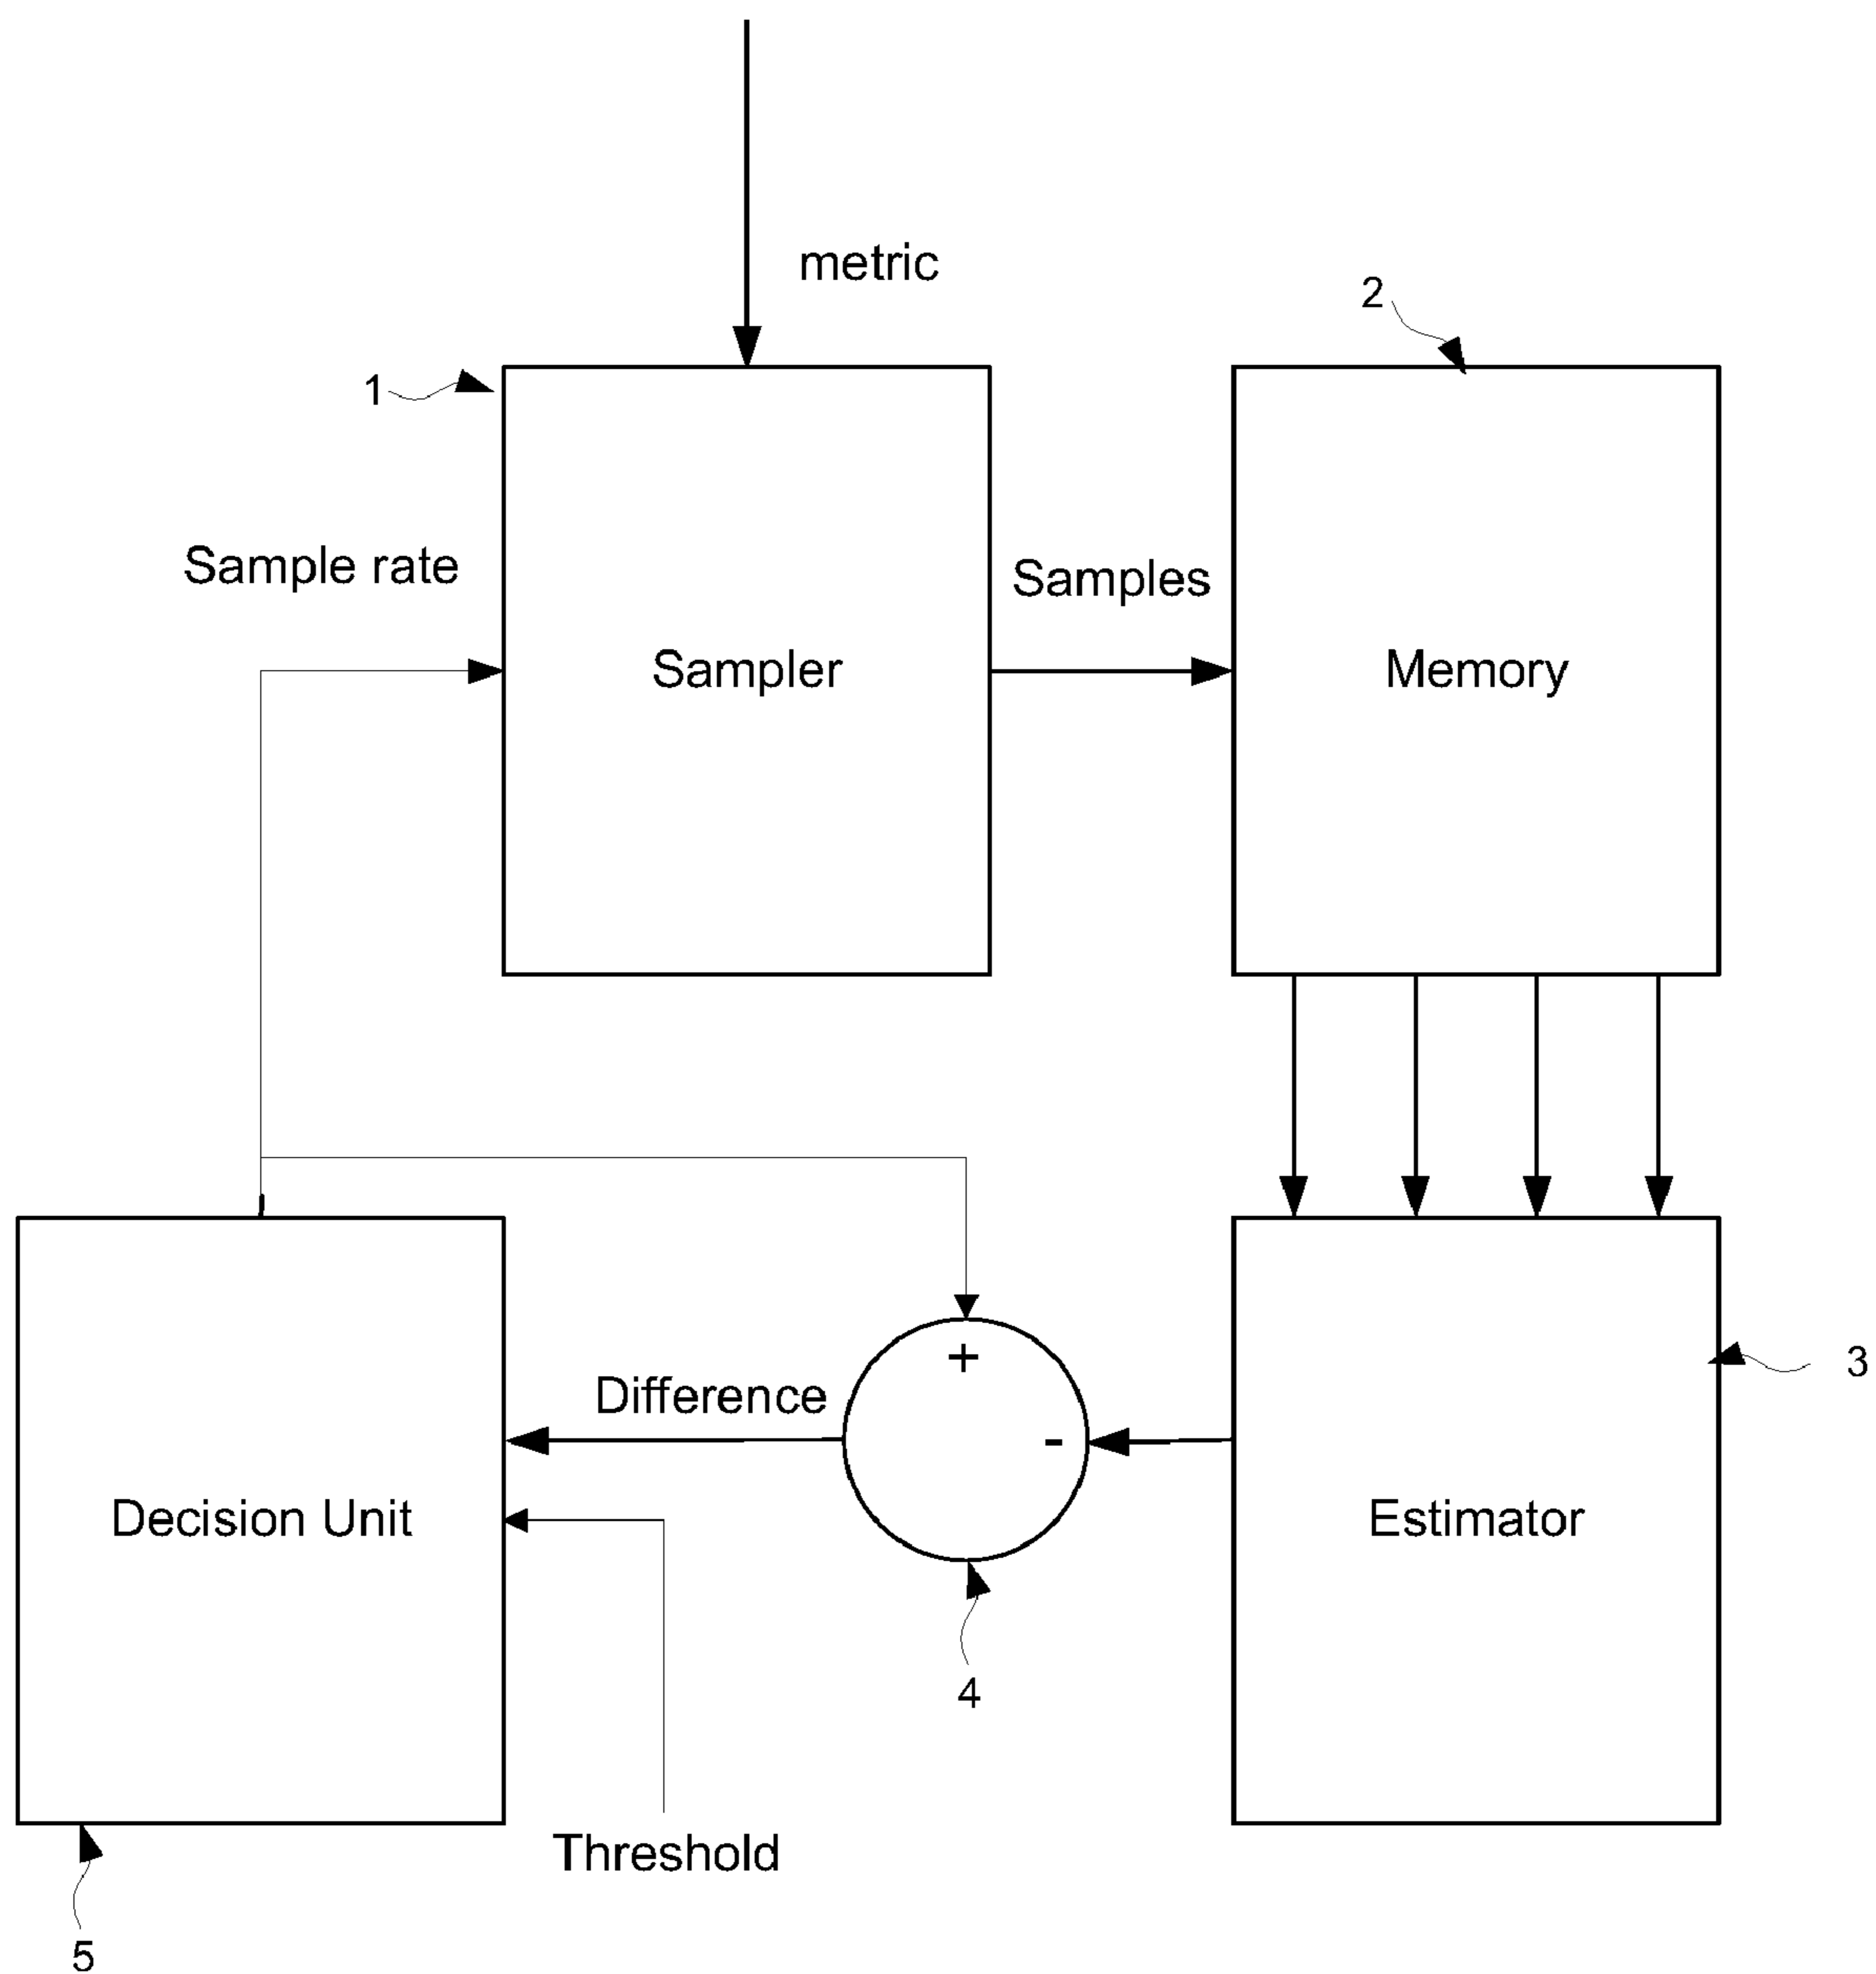 metric
2
1
Sample rate
Samples
Sampler
Memory
+
3
Difference
-
Decision Unit
Estimator
4
Threshold
5